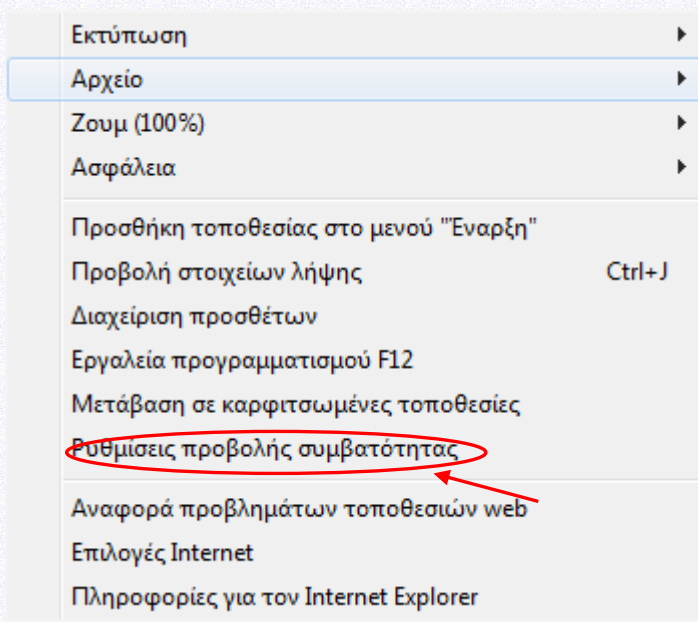 Εκτύπωση
Αρχείο
Ζουμ (100%)
Ασφάλεια
Προσθήκη τοποθεσίας στο μενού "Έναρξη"
Προβολή στοιχείων λήψης Ctrl+J
Διαχείριση προσθέτων
Εργαλεία προγραμματισμού F12
Μετάβαση σε καρφιτσωμένες τοποθεσίες
Ρυθμίσεις προβολής συμβατότητας
Αναφορά προβλημάτων τοποθεσιών web
Επιλογές Internet
Πληροφορίες για τον Internet Explorer